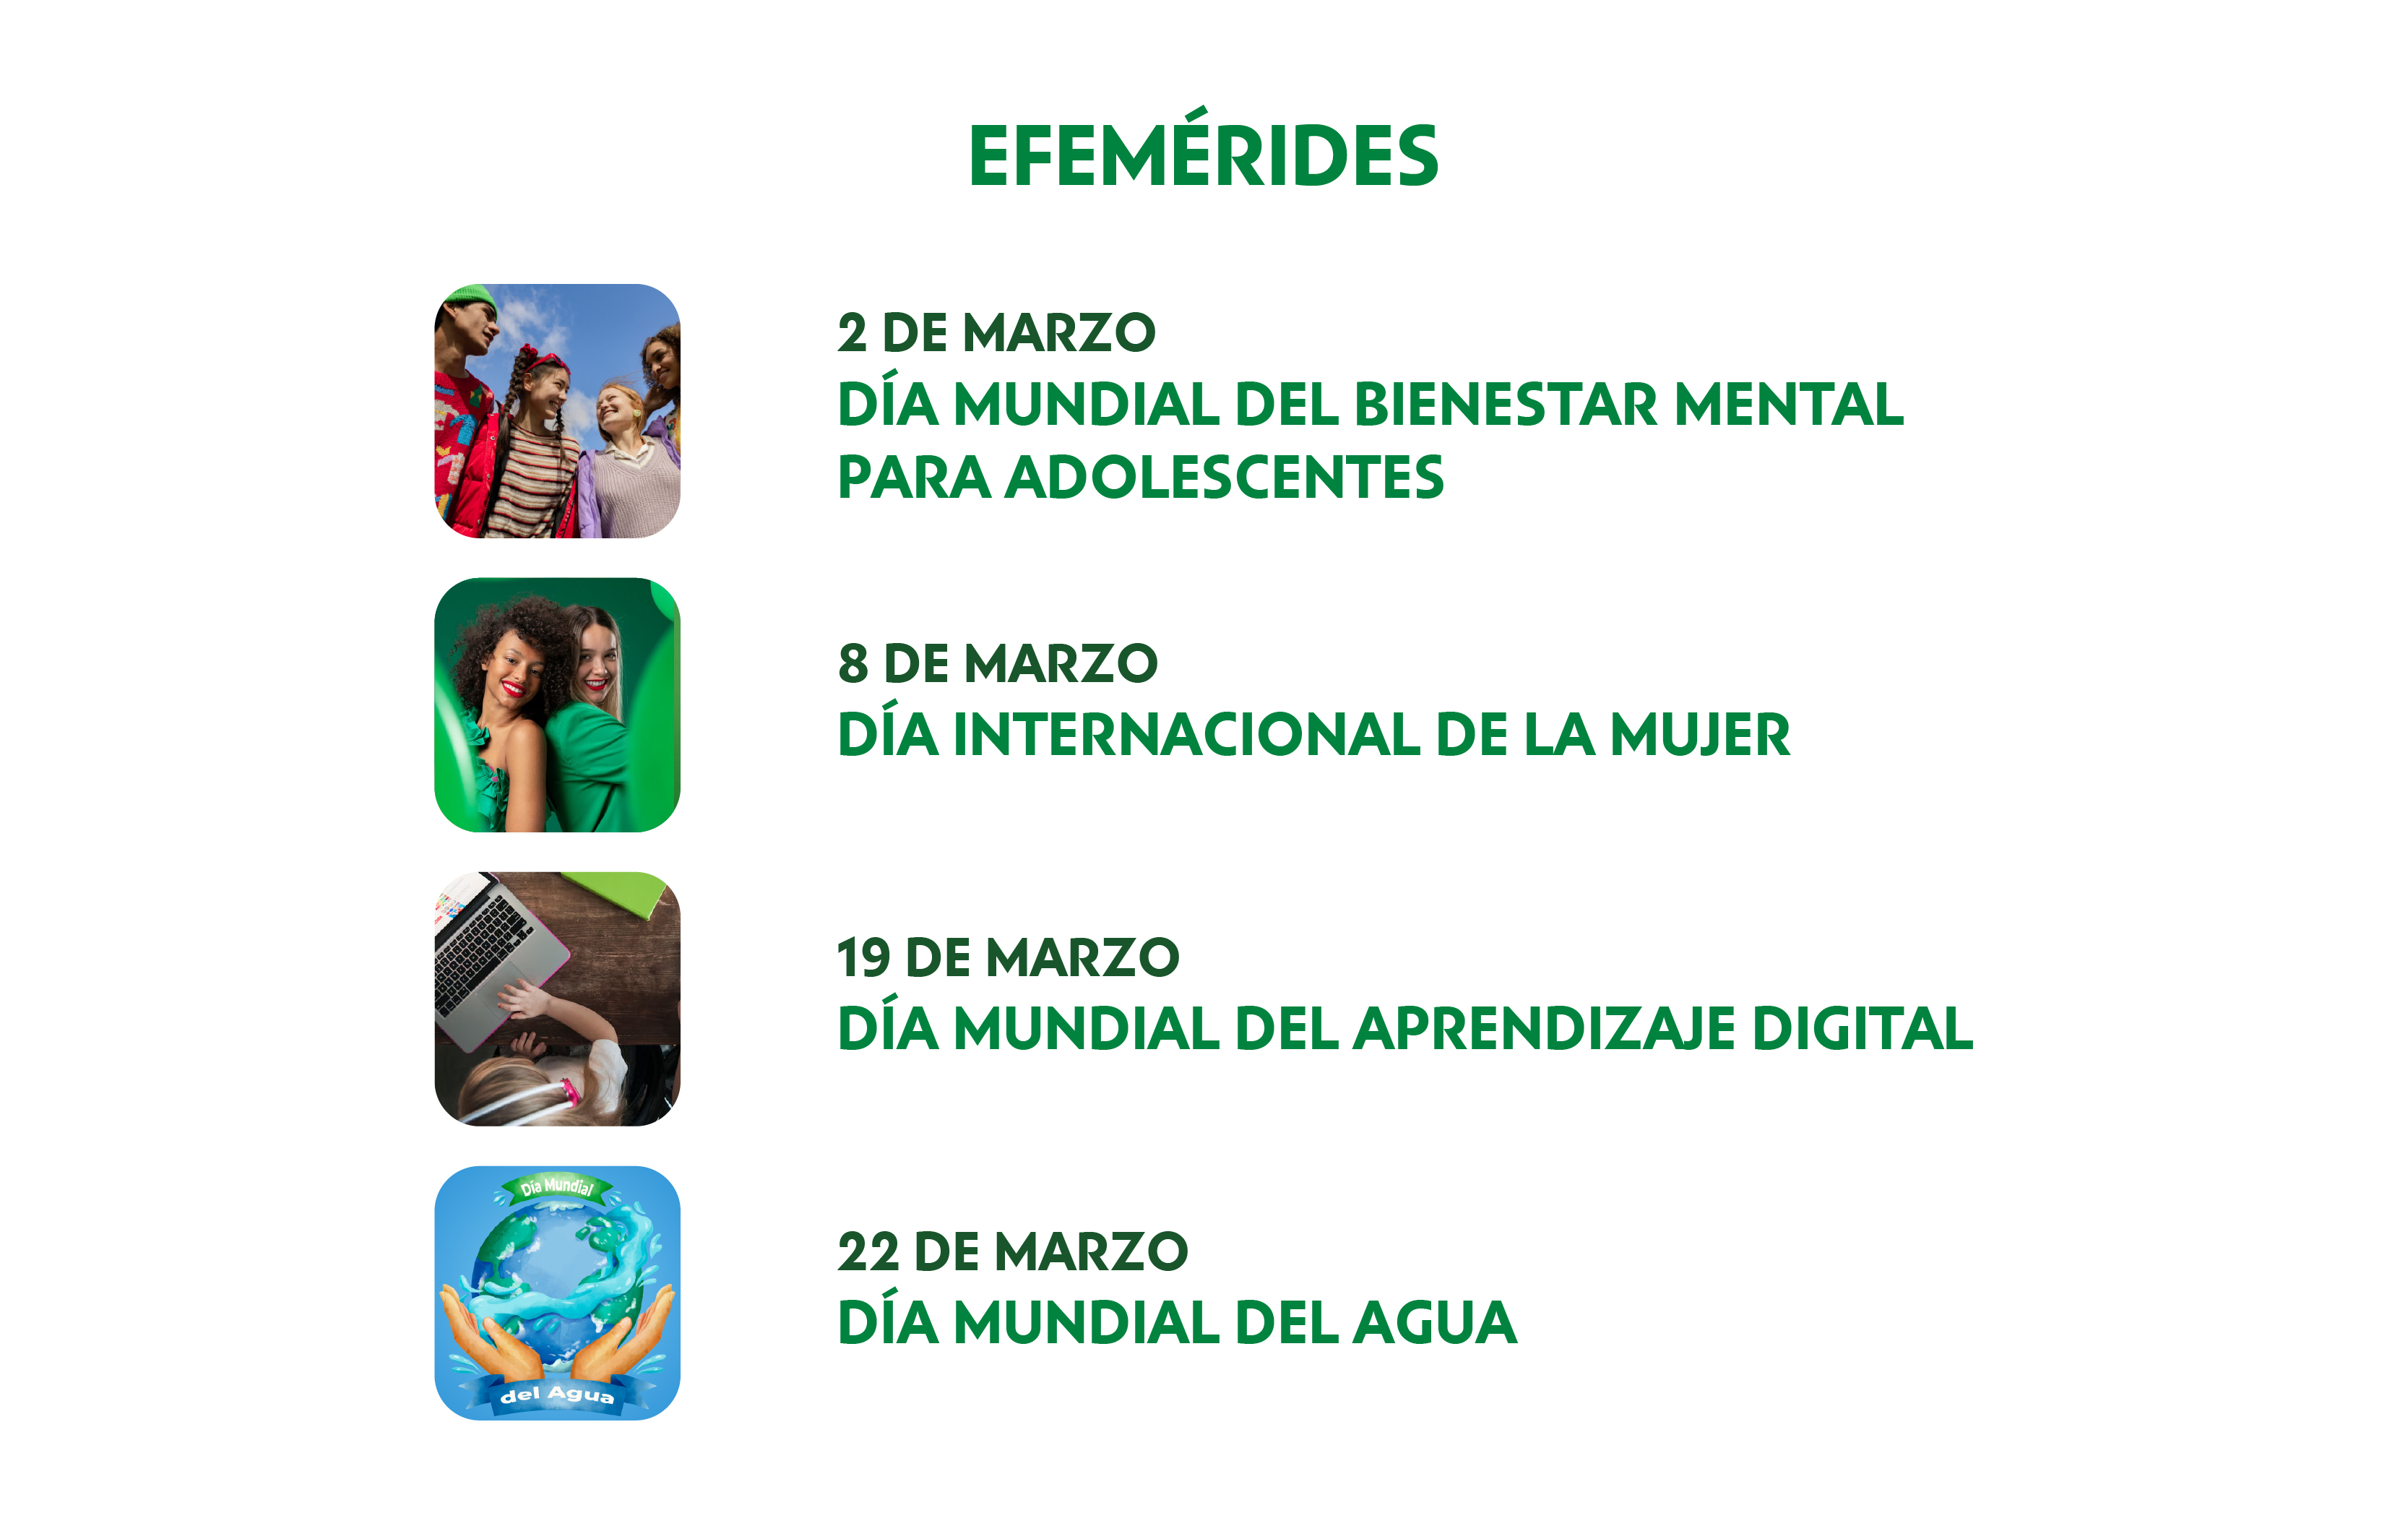 EFEMÉRIDES
2 DE MARZO
DÍA MUNDIAL DEL BIENESTAR MENTAL
PARA ADOLESCENTES
8 DE MARZO
DÍA INTERNACIONAL DE LA MUJER
19 DE MARZO
DÍA MUNDIAL DEL APRENDIZAJE DIGITAL
Día Mundial
del Agua
22 DE MARZO
DÍA MUNDIAL DEL AGUA